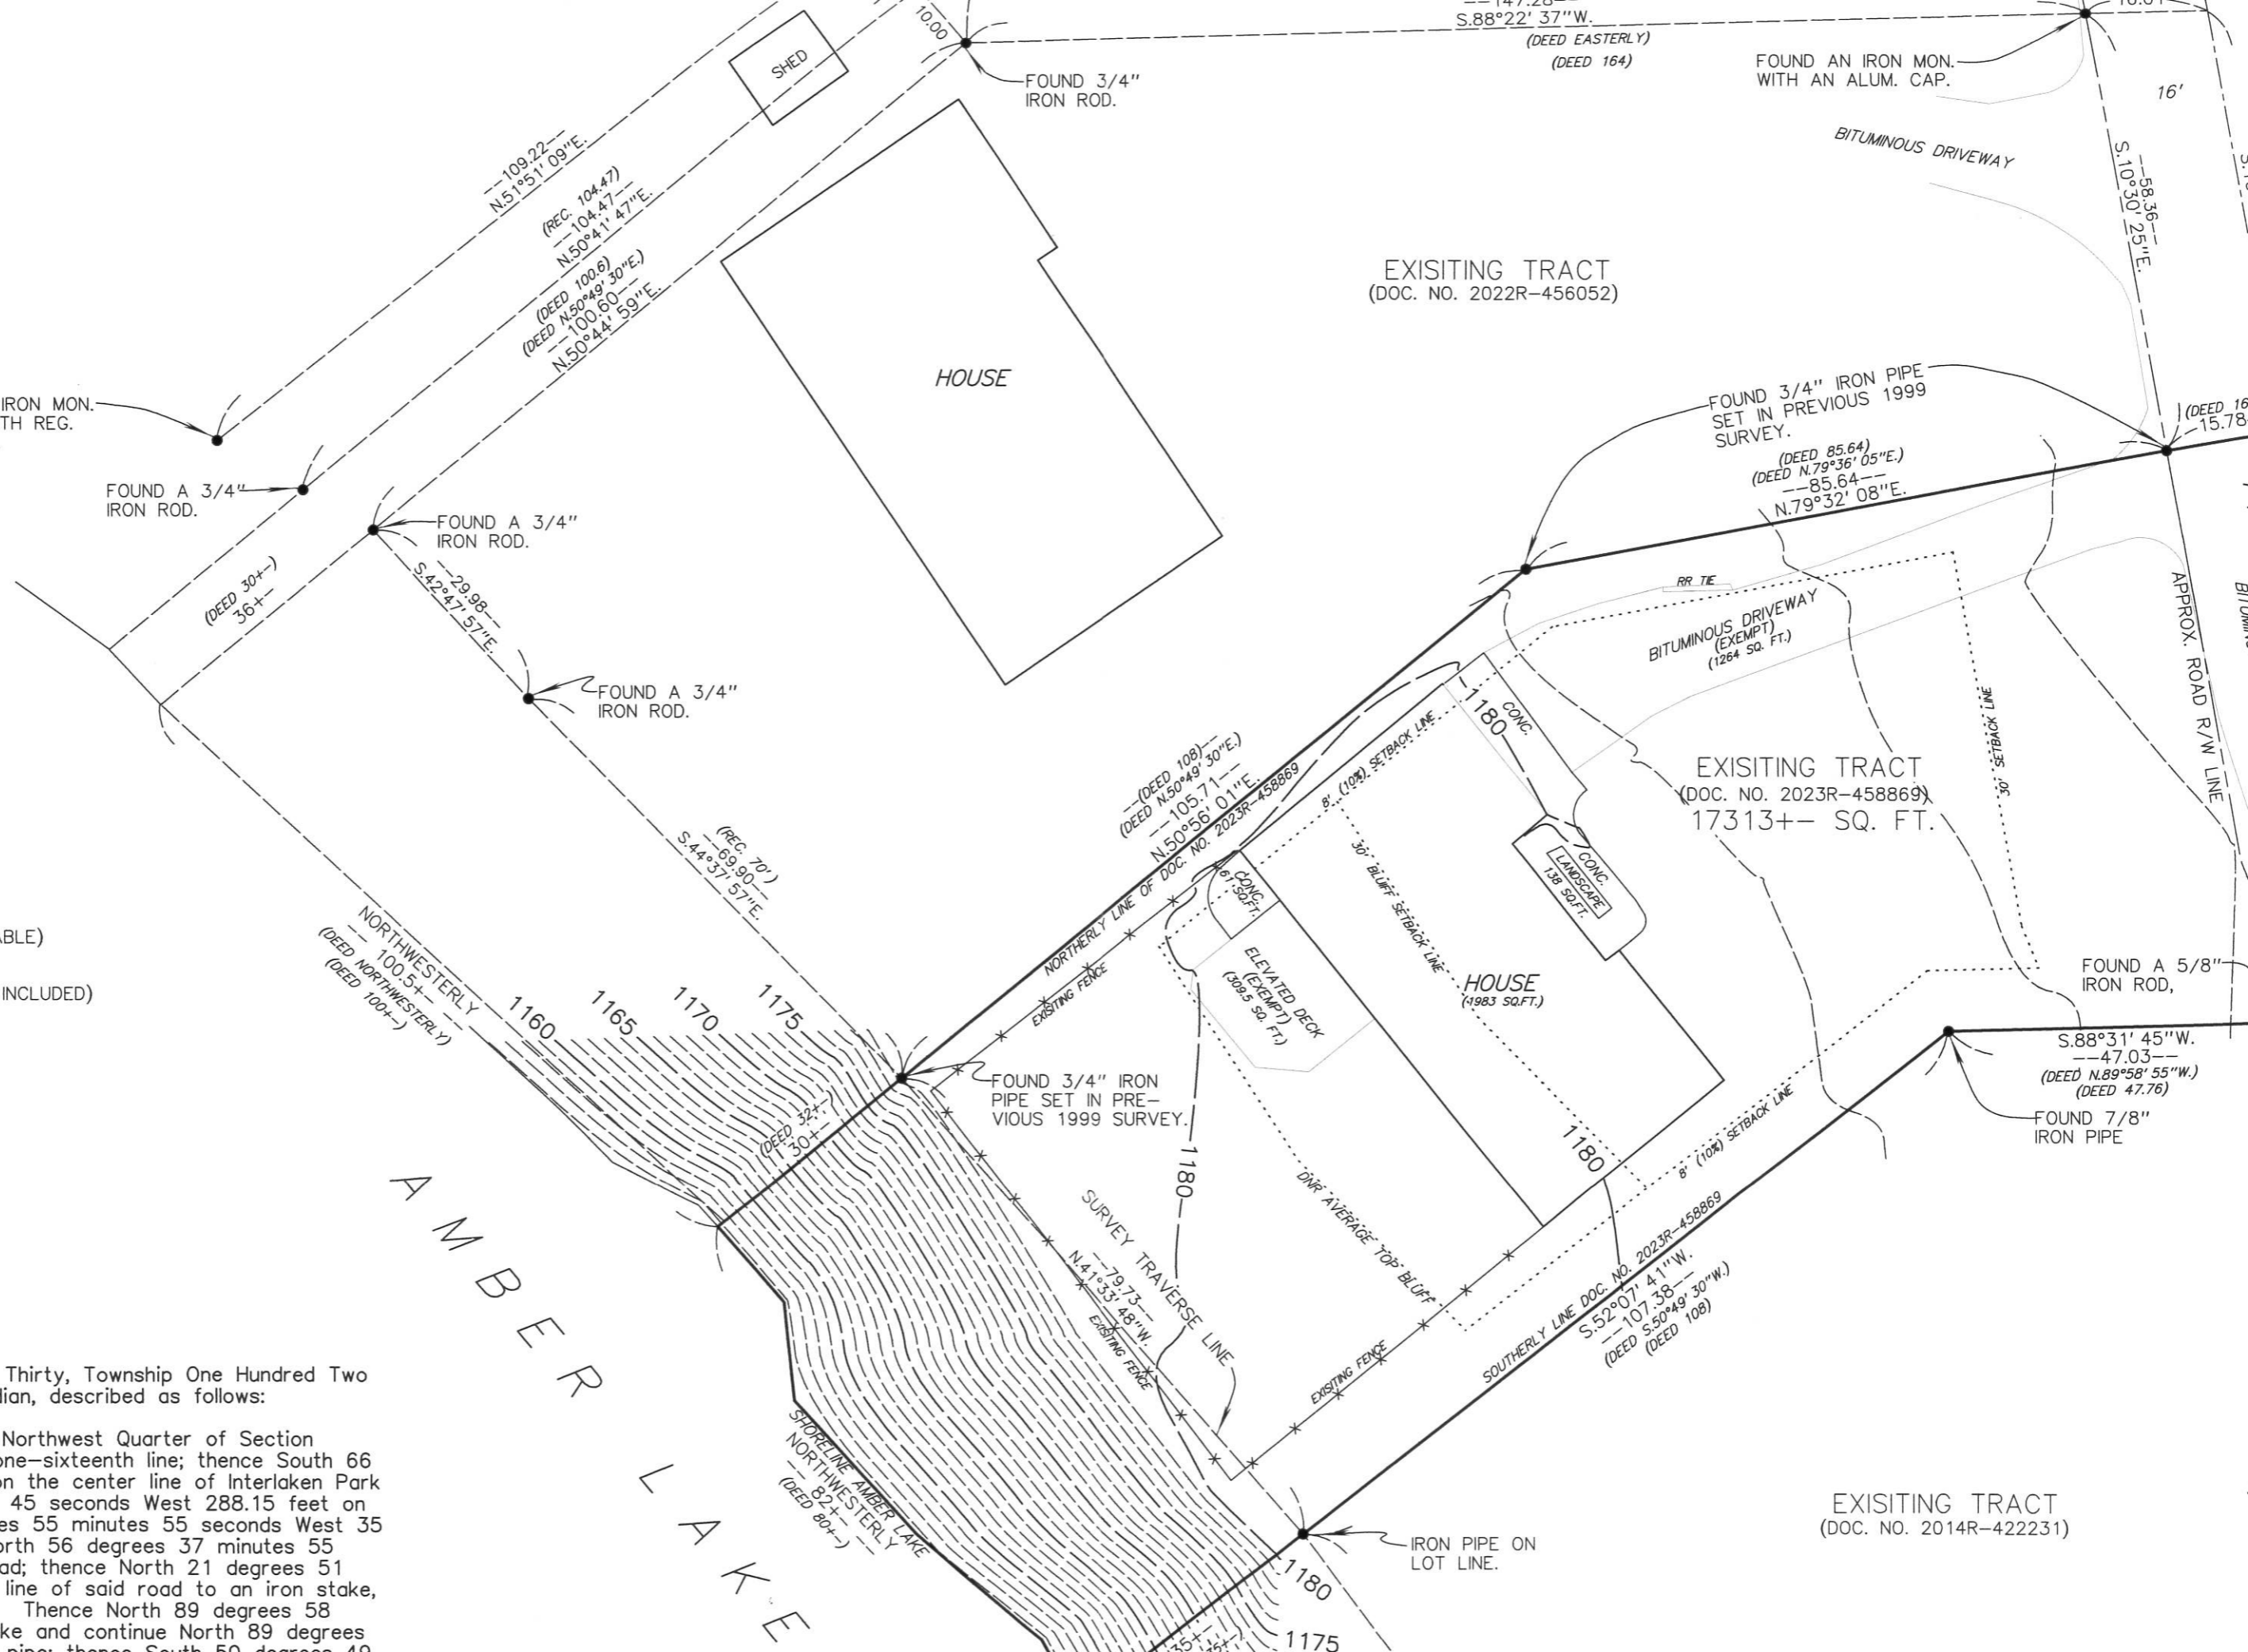 10.00
--147.28--
S.88°22' 37"W.
(DEED EASTERLY)
(DEED 164)
FOUND AN IRON MON.
WITH AN ALUM. CAP.
16'
SHED
FOUND 3/4"
IRON ROD.
BITUMINOUS DRIVEWAY
--58.36--
S.10°30' 25"E.
--109.22--
N.51°51' 09"E.
(REC. 104.47)
--104.47--
N.50°41' 47"E.
(DEED 100.6)
(DEED N.50°49' 30"E.)
--100.60--
N.50°44' 59"E.
EXISITING TRACT
(DOC. NO. 2022R-456052)
HOUSE
IRON MON.
TH REG.
FOUND A 3/4"
IRON ROD.
FOUND A 3/4"
IRON ROD.
FOUND 3/4" IRON PIPE
SET IN PREVIOUS 1999
SURVEY.
(DEED 16
15.78
(DEED 85.64)
(DEED N.79°36' 05"E.)
--85.64--
N.79°32' 08"E.
(DEED 30+-)
36+-
--29.98--
S.42°47' 57"E.
FOUND A 3/4"
IRON ROD.
RR TIE
BITUMINOUS DRIVEWAY
(EXEMPT)
(1264 SQ. FT.)
APPROX. ROAD R/W LINE
30' SETBACK LINE
1180
CONC.
8' (10%) SETBACK LINE
--(DEED 108)--
(DEED N.50°49' 30"E.)
--105.71--
N.50°56' 01"E.
NORTHERLY LINE OF DOC. NO. 2023R-458869
EXISITING TRACT
(DOC. NO. 2023R-458869)
17313+- SQ. FT.
(REC. 70')
--69.90--
S.44°37' 57"E.
30' BLUFF SETBACK LINE
CONC.
LANDSCAPE
138 SQ.FT.
CONC.
61 SQ.FT.
NORTHWESTERLY
-- 100.5+- --
(DEED NORTHWESTERLY)
(DEED 100+-)
ABLE)
INCLUDED)
1160
1165
1170
1175
EXISITING FENCE
ELEVATED DECK
(EXEMPT)
(309.5 SQ. FT.)
HOUSE
(1983 SQ.FT.)
FOUND A 5/8"
IRON ROD,
S.88°31' 45"W.
--47.03--
(DEED N.89°58' 55"W.)
(DEED 47.76)
FOUND 7/8"
IRON PIPE
FOUND 3/4" IRON
PIPE SET IN PRE-
VIOUS 1999 SURVEY.
(DEED 32+-)
30+-
1180
1180
8' (10%) SETBACK LINE
DNR AVERAGE TOP BLUFF
SURVEY TRAVERSE LINE
--79.73--
N.41°33' 48"W.
EXISITING FENCE
EXISITING FENCE
SOUTHERLY LINE DOC. NO. 2023R-458869
S.52°07' 41"W.
--107.38--
(DEED S.50°49' 30"W.)
(DEED 108)
AMBER LAKE
SHORELINE AMBER LAKE
NORTHWESTERLY
-- 82+- --
(DEED 80+-)
IRON PIPE ON
LOT LINE.
EXISITING TRACT
(DOC. NO. 2014R-422231)
1180
1175
Thirty, Township One Hundred Two
dian, described as follows:
Northwest Quarter of Section
one-sixteenth line; thence South 66
on the center line of Interlaken Park
45 seconds West 288.15 feet on
es 55 minutes 55 seconds West 35
orth 56 degrees 37 minutes 55
ad; thence North 21 degrees 51
line of said road to an iron stake,
Thence North 89 degrees 58
ke and continue North 89 degrees
pipe; thence South 50 degrees 49